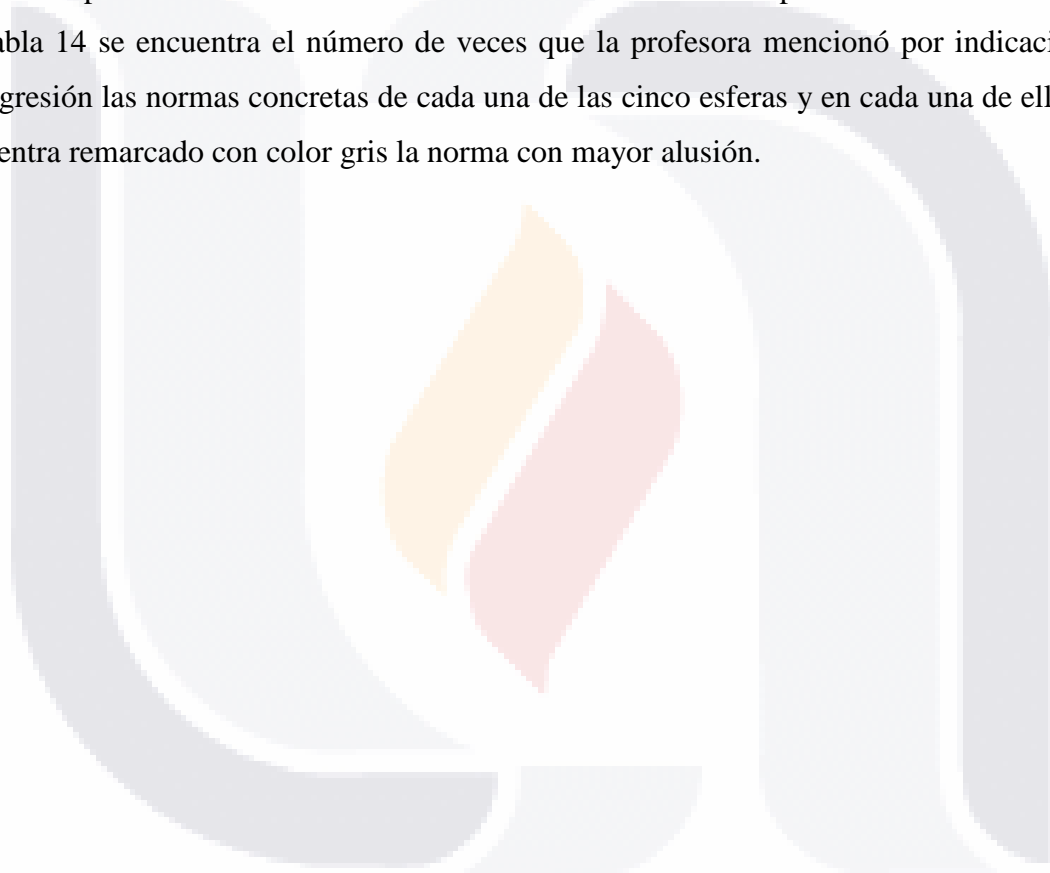 abla 14 se encuentra el número de veces que la profesora mencionó por indicaci
gresión las normas concretas de cada una de las cinco esferas y en cada una de ell
entra remarcado con color gris la norma con mayor alusión.